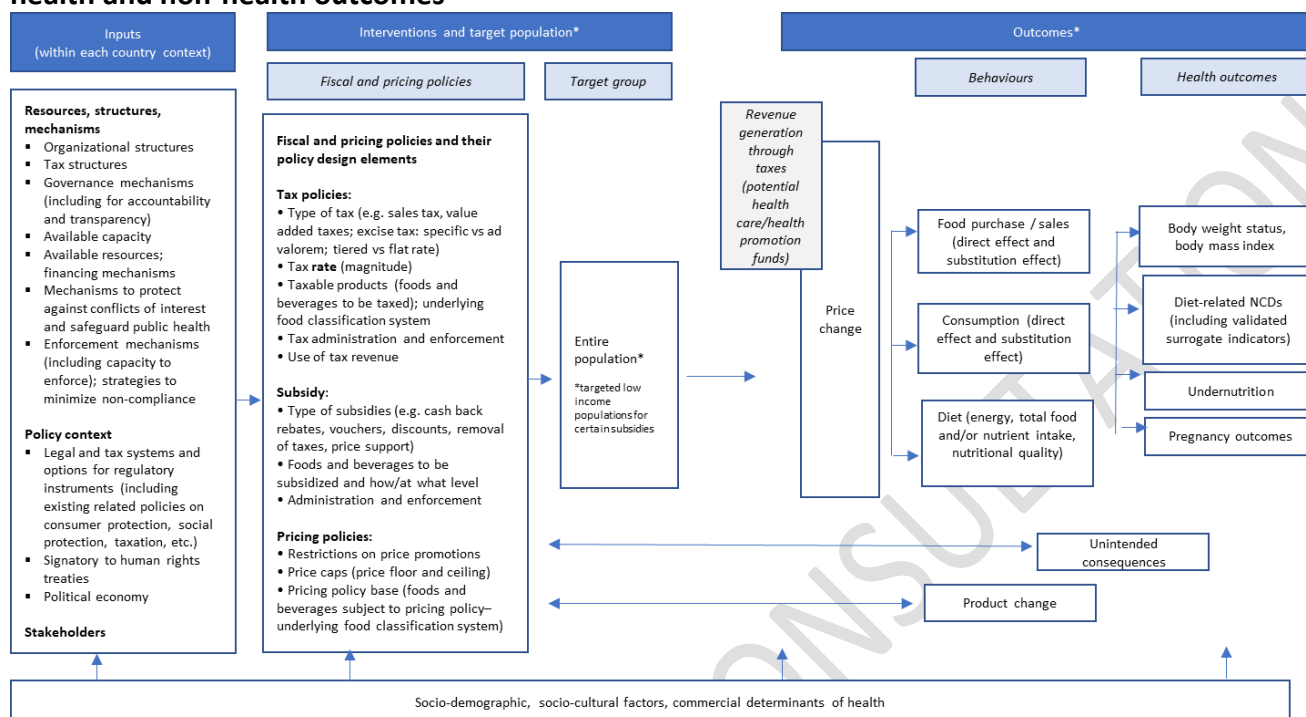 health and non-health outcomes
Inputs
(within each country context)
Interventions and target population*
Outcomes*
Fiscal and pricing policies
Target group
Behaviours
Health outcomes
Resources, structures,
mechanisms
▪ Organizational structures
▪ Tax structures
▪ Governance mechanisms
(including for accountability
and transparency)
▪ Available capacity
▪ Available resources;
financing mechanisms
▪ Mechanisms to protect
against conflicts of interest
and safeguard public health
▪ Enforcement mechanisms
(including capacity to
enforce); strategies to
minimize non-compliance
Policy context
▪ Legal and tax systems and
options for regulatory
instruments (including
existing related policies on
consumer protection, social
protection, taxation, etc.)
▪ Signatory to human rights
treaties
▪ Political economy
Stakeholders
Fiscal and pricing policies and their
policy design elements
Tax policies:
• Type of tax (e.g. sales tax, value
added taxes; excise tax: specific vs ad
valorem; tiered vs flat rate)
• Tax rate (magnitude)
• Taxable products (foods and
beverages to be taxed); underlying
food classification system
• Tax administration and enforcement
• Use of tax revenue
Subsidy:
• Type of subsidies (e.g. cash back
rebates, vouchers, discounts, removal
of taxes, price support)
• Foods and beverages to be
subsidized and how/at what level
• Administration and enforcement
Pricing policies:
• Restrictions on price promotions
• Price caps (price floor and ceiling)
• Pricing policy base (foods and
beverages subject to pricing policy–
underlying food classification system)
Entire
population*
*targeted low
income
populations for
certain subsidies
Revenue
generation
through
taxes
(potential
health
care/health
promotion
funds)
Price
change
Food purchase / sales
(direct effect and
substitution effect)
Consumption (direct
effect and substitution
effect)
Diet (energy, total food
and/or nutrient intake,
nutritional quality)
Body weight status,
body mass index
Diet-related NCDs
(including validated
surrogate indicators)
Undernutrition
Pregnancy outcomes
Unintended
consequences
Product change
Socio-demographic, socio-cultural factors, commercial determinants of health
CONSULTATION